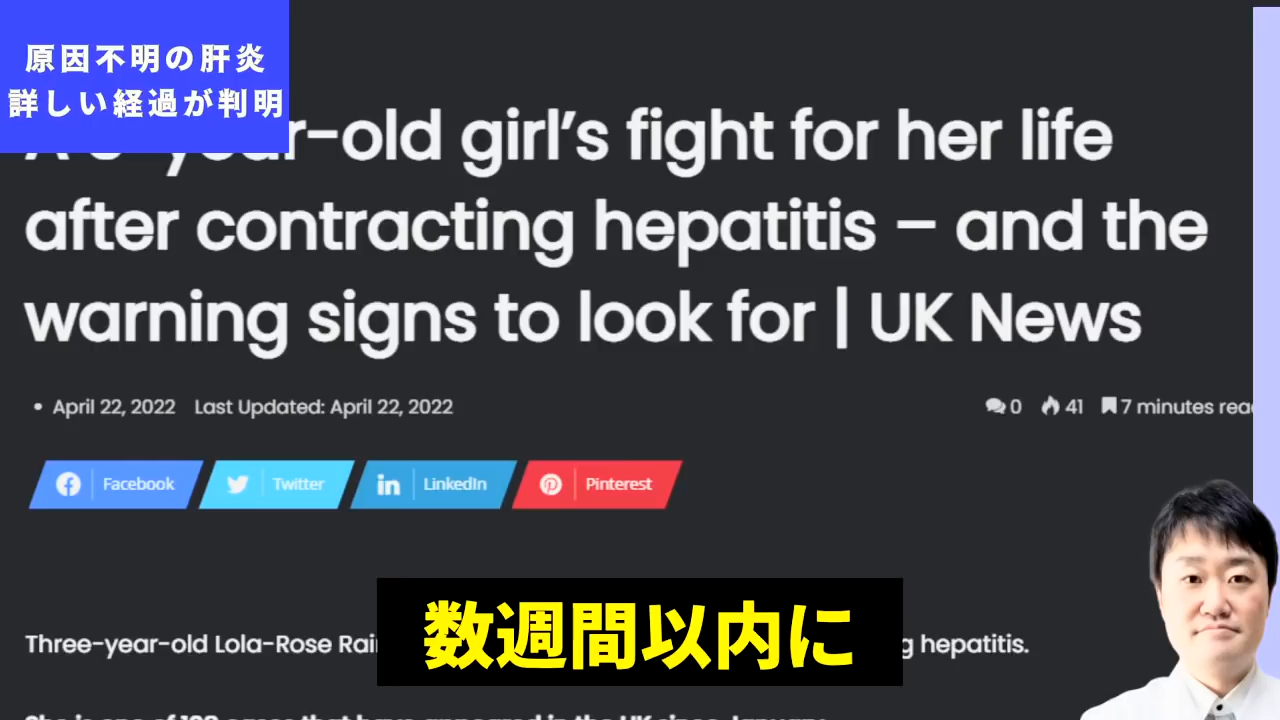 原因不明の肝炎
詳しい経過が判明
-year-old girl’s fight for her life
after contracting hepatitis – and the
warning signs to look for | UK News
• April 22, 2022 Last Updated: April 22, 2022
0 41 7 minutes read
Facebook Twitter LinkedIn Pinterest
数週間以内に
Three-year-old Lola-Rose hepatitis.